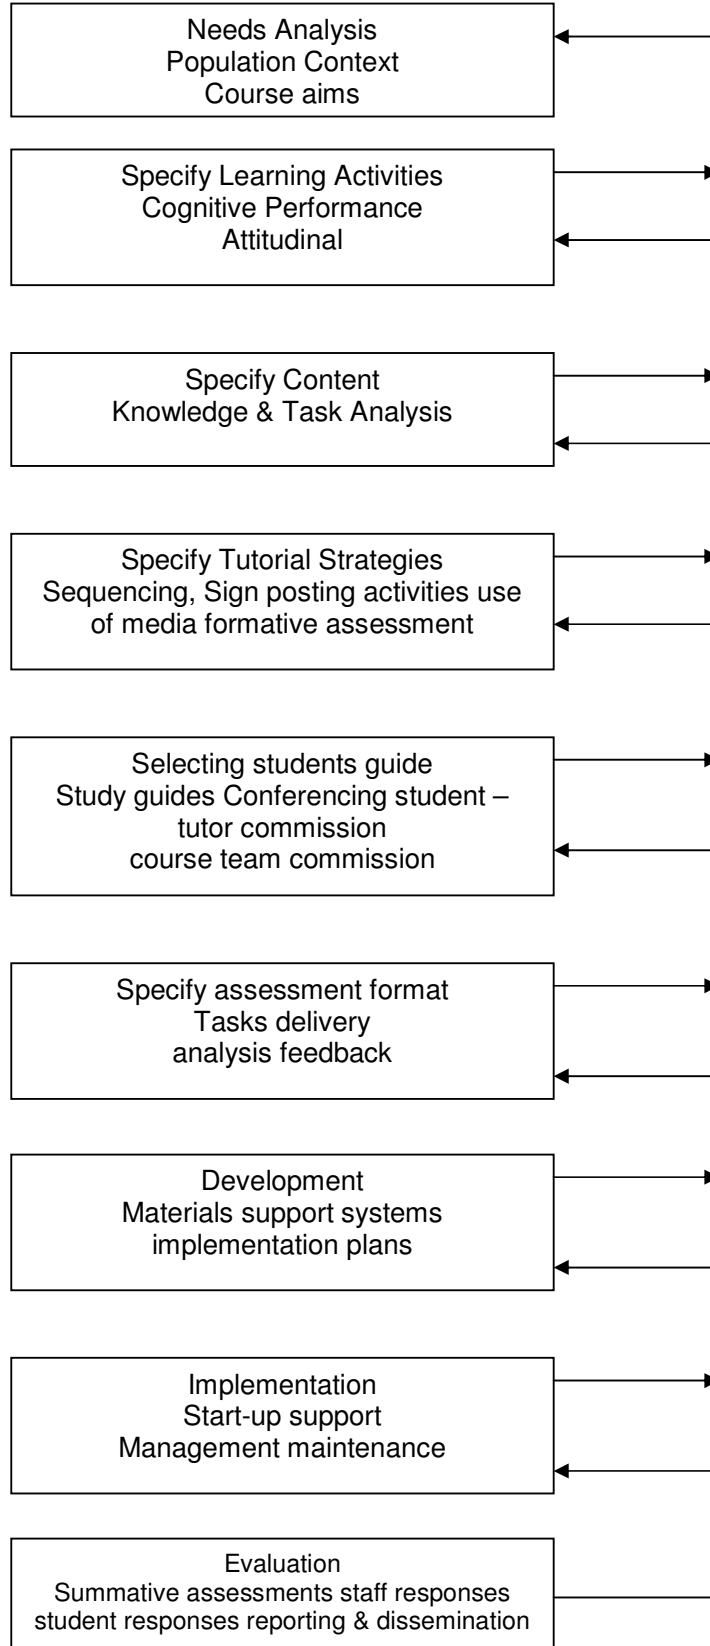 Needs Analysis
Population Context
Course aims
Specify Learning Activities
Cognitive Performance
Attitudinal
Specify Content
Knowledge & Task Analysis
Specify Tutorial Strategies
Sequencing, Sign posting activities use
of media formative assessment
Selecting students guide
Study guides Conferencing student –
tutor commission
course team commission
Specify assessment format
Tasks delivery
analysis feedback
Development
Materials support systems
implementation plans
Implementation
Start-up support
Management maintenance
Evaluation
Summative assessments staff responses
student responses reporting & dissemination